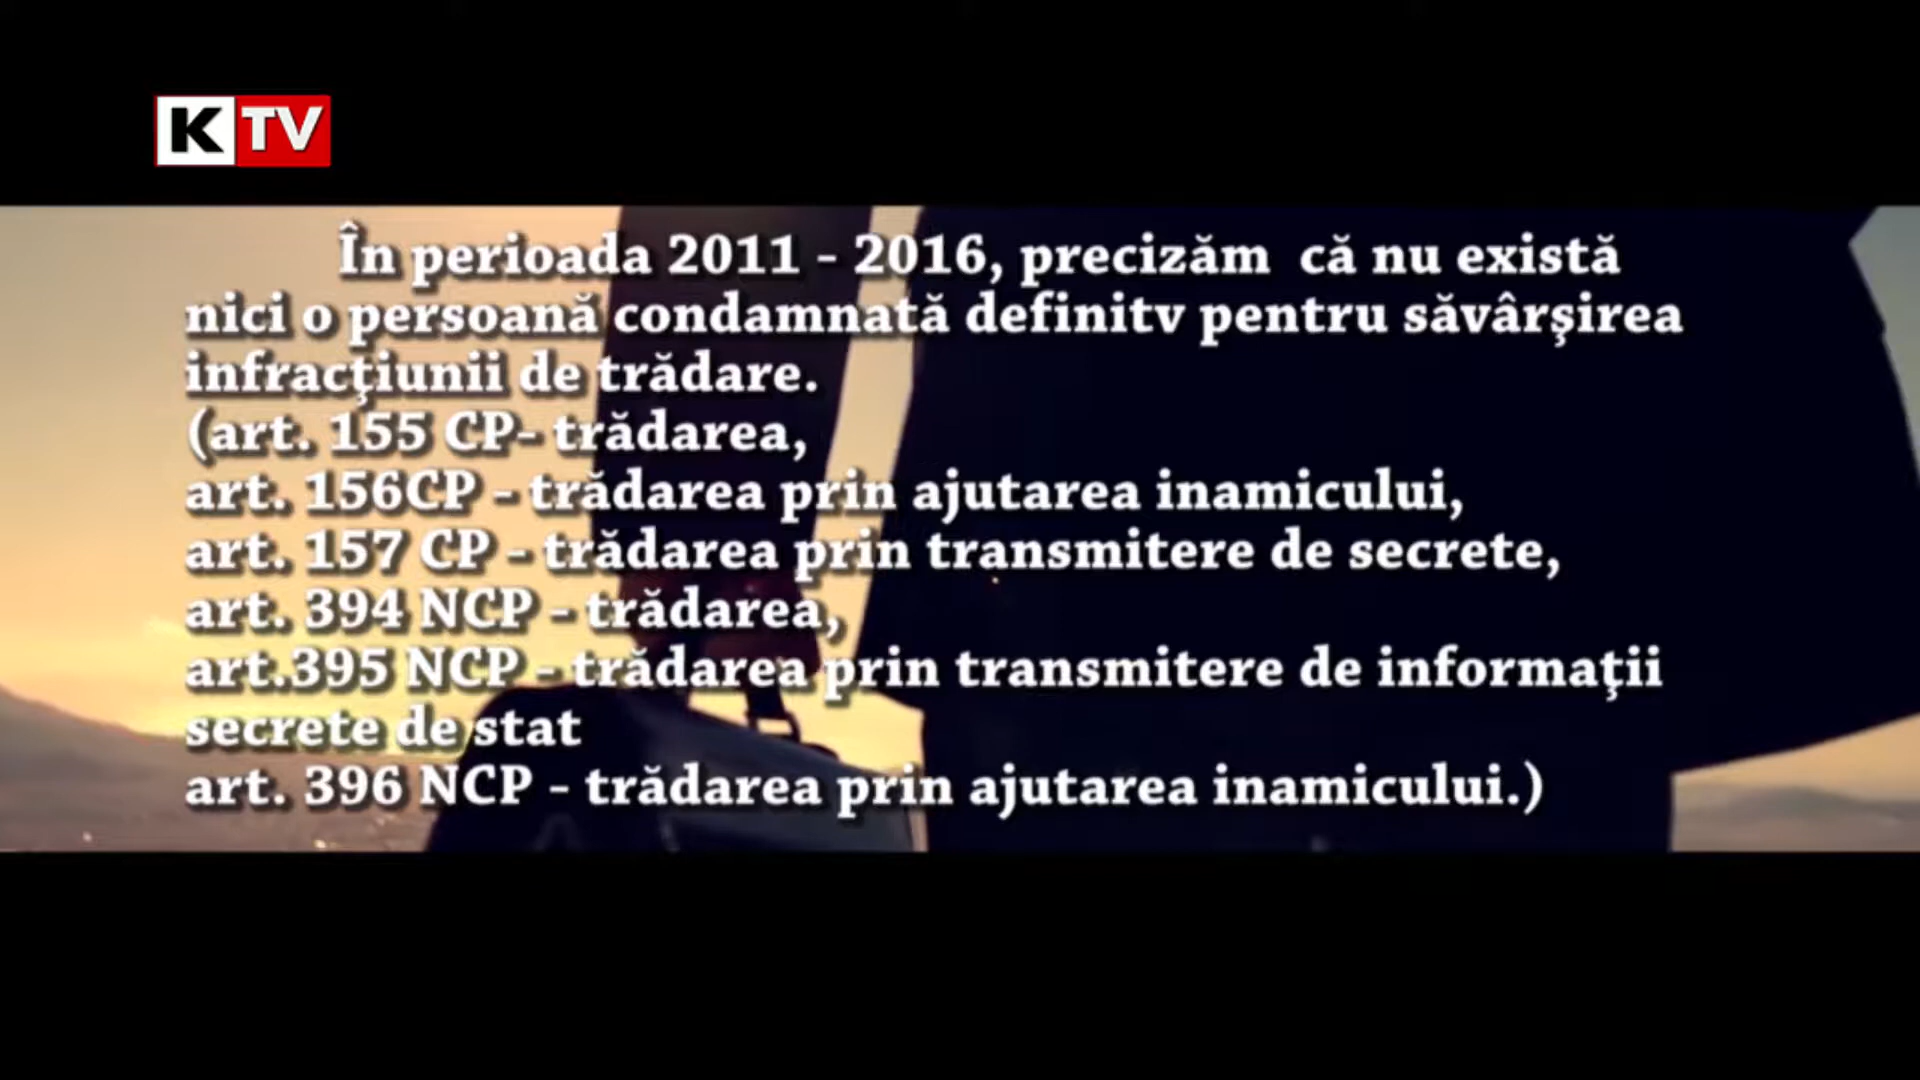 KTV
În perioada 2011 - 2016, precizăm că nu există
nici o persoană condamnată definitv pentru săvârşirea
infracţiunii de trădare.
(art. 155 CP- trădarea,
art. 156CP - trădarea prin ajutarea inamicului,
art. 157 CP - trădarea prin transmitere de secrete,
art. 394 NCP - trădarea,
art.395 NCP - trădarea prin transmitere de informaţii
secrete de stat
art. 396 NCP - trădarea prin ajutarea inamicului.)